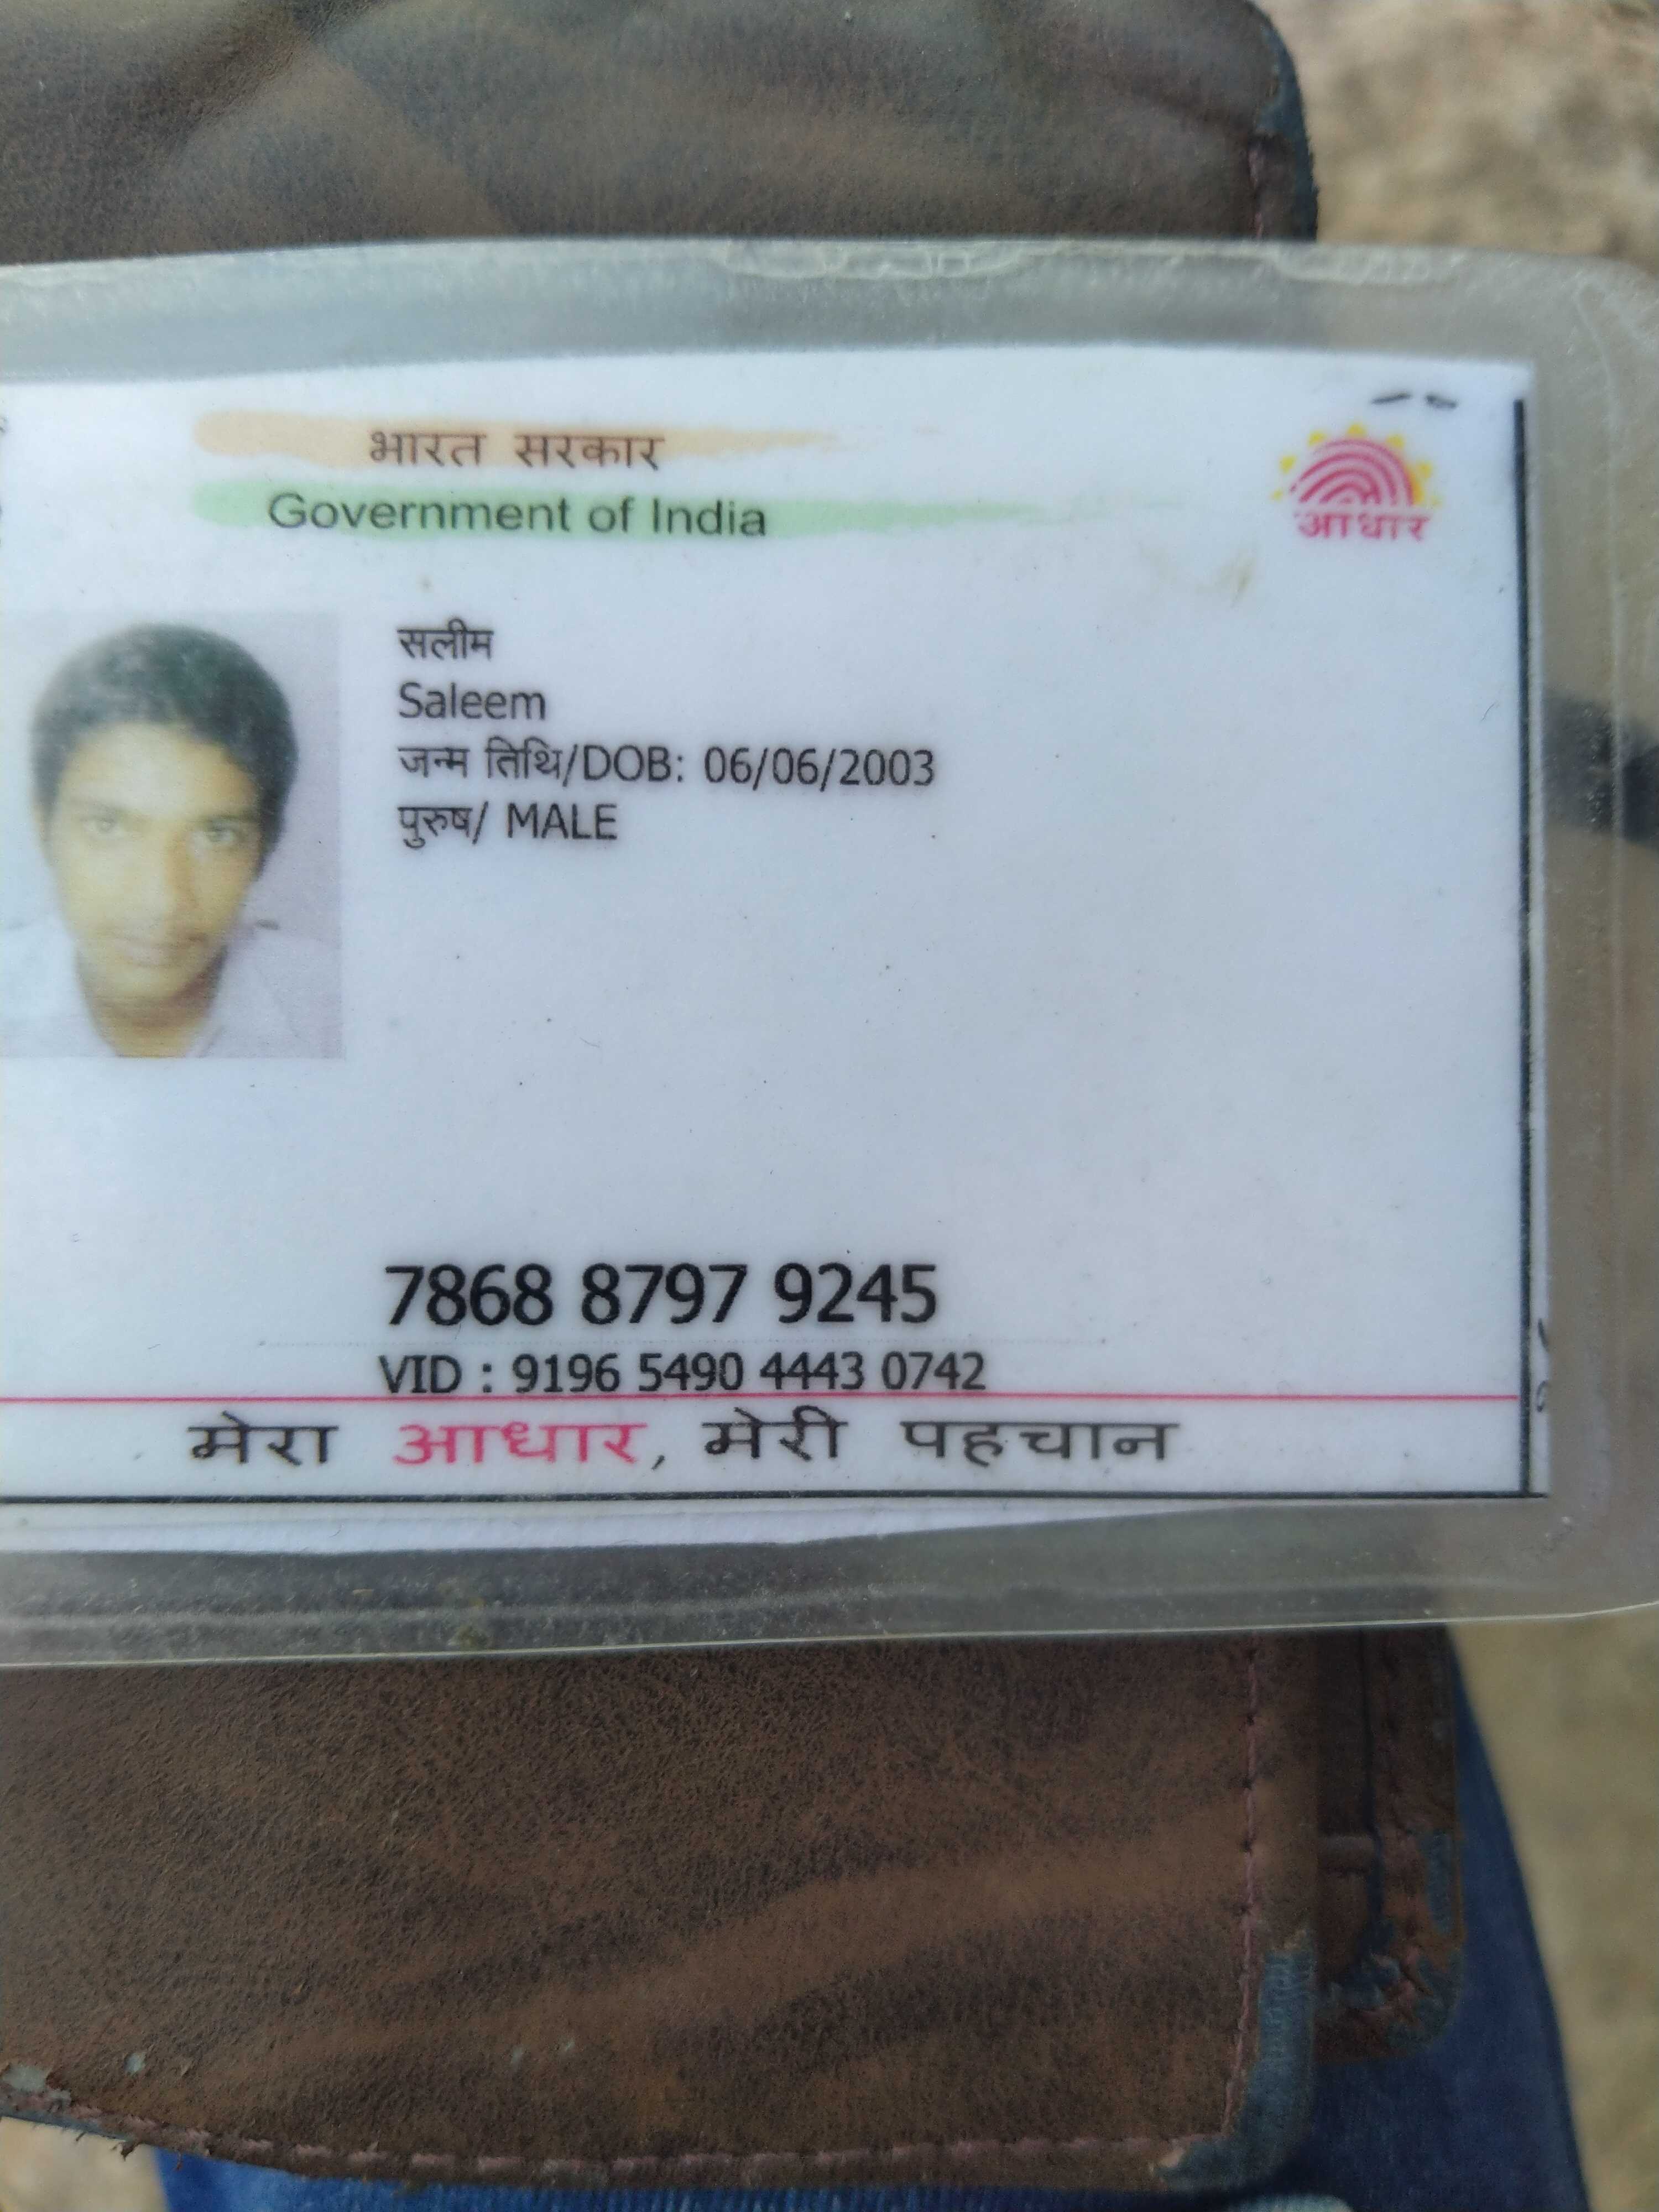 भारत सरकार
Government of India
आधार
सलीम
Saleem
जन्म तिथि/DOB: 06/06/2003
पुरुष/ MALE
7868 8797 9245
VID : 9196 5490 4443 0742
मेरा आधार, मेरी पहचान